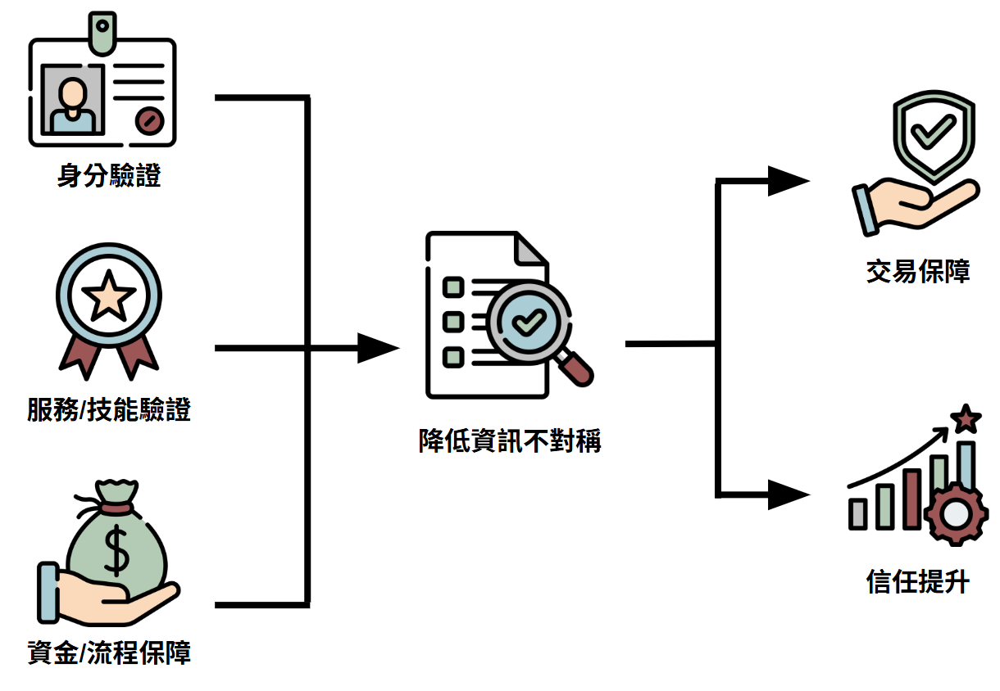 身分驗證
服務/技能驗證
資金/流程保障
降低資訊不對稱
交易保障
信任提升
$